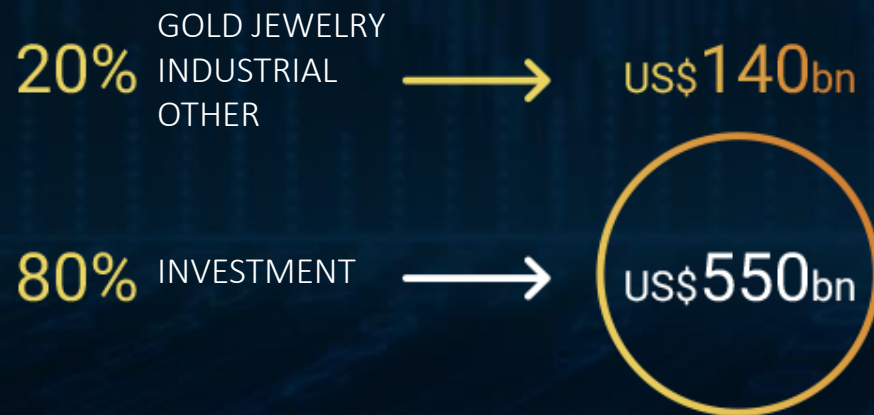 20% GOLD JEWELRY
INDUSTRIAL
OTHER
US$140bn
80% INVESTMENT
US$550bn